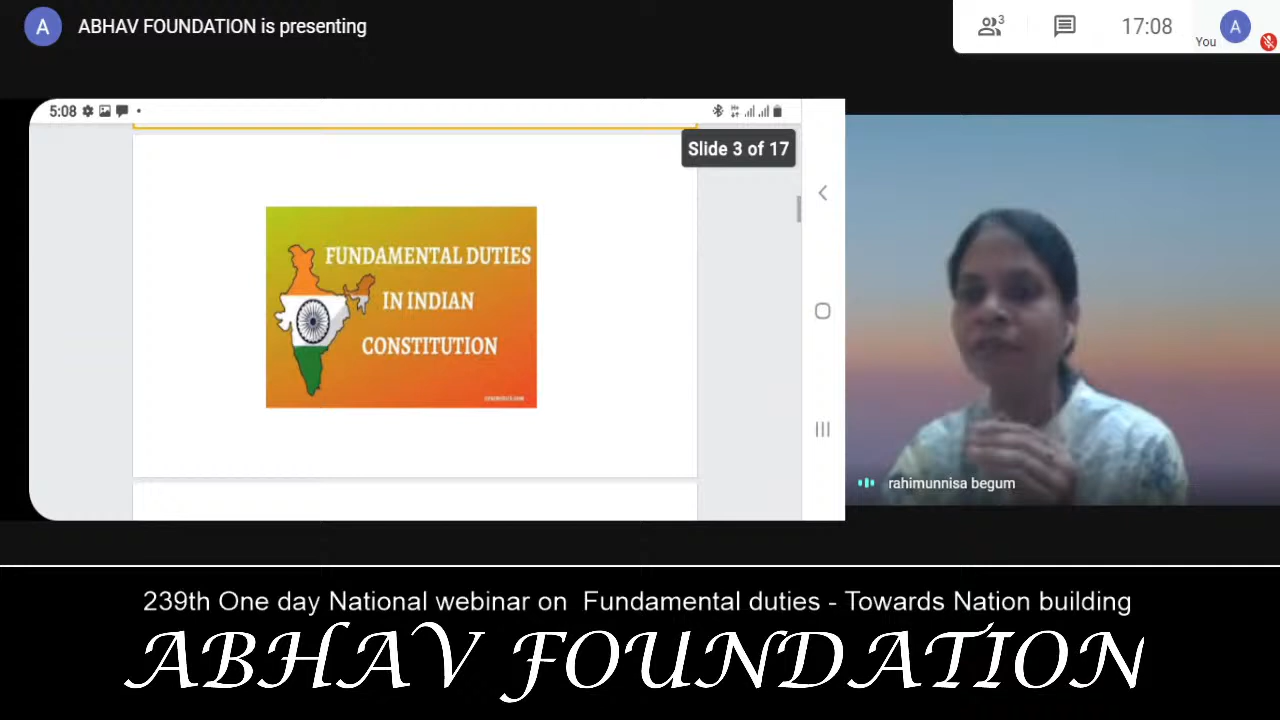 A
ABHAV FOUNDATION is presenting
3
17:08
You
A
5:08
Slide 3 of 17
FUNDAMENTAL DUTIES
IN INDIAN
CONSTITUTION
rahimunnisa begum
239th One day National webinar on Fundamental duties - Towards Nation building
ABHAV FOUNDATION